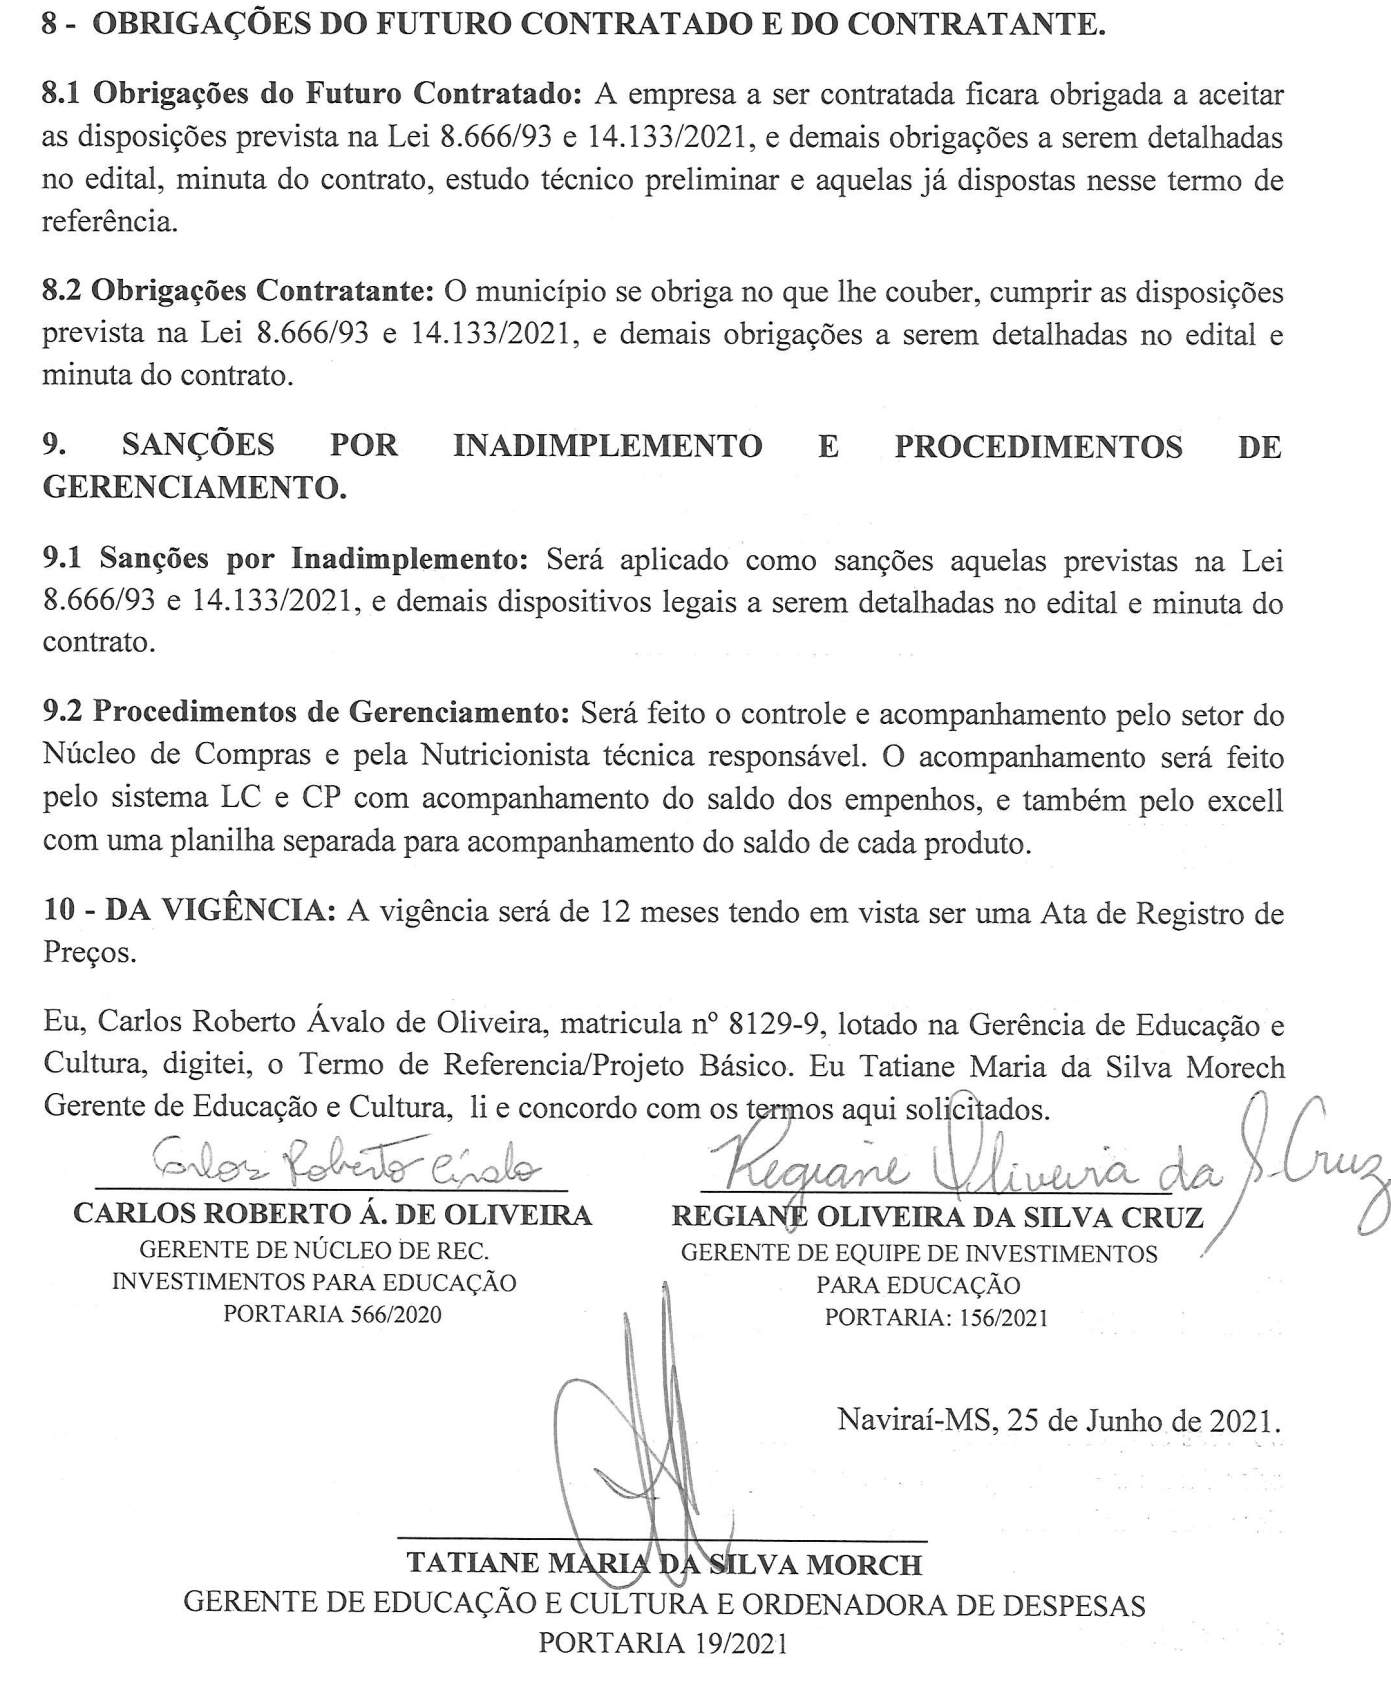 8 - OBRIGAÇÕES DO FUTURO CONTRATADO E DO CONTRATANTE.
8.1 Obrigações do Futuro Contratado: A empresa a ser contratada ficara obrigada a aceitar
as disposições prevista na Lei 8.666/93 e 14.133/2021, e demais obrigações a serem detalhadas
no edital, minuta do contrato, estudo técnico preliminar e aquelas já dispostas nesse termo de
referência.
8.2 Obrigações Contratante: O município se obriga no que lhe couber, cumprir as disposições
prevista na Lei 8.666/93 e 14.133/2021, e demais obrigações a serem detalhadas no edital e
minuta do contrato.
9. SANÇÕES POR INADIMPLEMENTO E PROCEDIMENTOS DE
GERENCIAMENTO.
9.1 Sanções por Inadimplemento: Será aplicado como sanções aquelas previstas na Lei
8.666/93 e 14.133/2021, e demais dispositivos legais a serem detalhadas no edital e minuta do
contrato.
9.2 Procedimentos de Gerenciamento: Será feito o controle e acompanhamento pelo setor do
Núcleo de Compras e pela Nutricionista técnica responsável. O acompanhamento será feito
pelo sistema LC e CP com acompanhamento do saldo dos empenhos, e também pelo excell
com uma planilha separada para acompanhamento do saldo de cada produto.
10 - DA VIGÊNCIA: A vigência será de 12 meses tendo em vista ser uma Ata de Registro de
Preços.
Eu, Carlos Roberto Ávalo de Oliveira, matricula nº 8129-9, lotado na Gerência de Educação e
Cultura, digitei, o Termo de Referencia/Projeto Básico. Eu Tatiane Maria da Silva Morech
Gerente de Educação e Cultura, li e concordo com os termos aqui solicitados.
Carlos Roberto
CARLOS ROBERTO Á. DE OLIVEIRA
GERENTE DE NÚCLEO DE REC.
INVESTIMENTOS PARA EDUCAÇÃO
PORTARIA 566/2020
Regiane Oliveira da S. Cruz
REGIANE OLIVEIRA DA SILVA CRUZ
GERENTE DE EQUIPE DE INVESTIMENTOS
PARA EDUCAÇÃO
PORTARIA: 156/2021
Naviraí-MS, 25 de Junho de 2021.
TATIANE MARIA DA SILVA MORCH
GERENTE DE EDUCAÇÃO E CULTURA E ORDENADORA DE DESPESAS
PORTARIA 19/2021